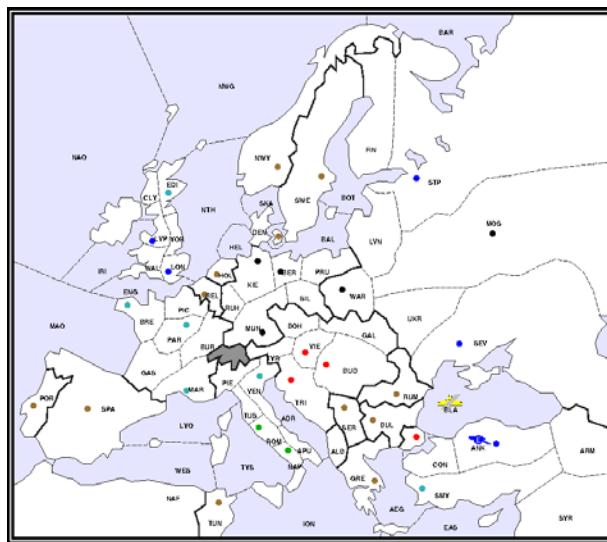 BAR
NWG
NAO
FIN
NWY
EDI
STP
CLY
SWE
SKA
BOT
NTH
MOS
DEN
LVN
LVP
YOR
BAL
HEL
IRI
WAL
LON
HOL
KIE
BER
PRU
ENG
BEL
WAR
RUH
SIL
UKR
PIC
MAO
BRE
MUN
BOH
GAL
PAR
SEV
BUR
VIE
TYR
BUD
GAS
PIE
VEN
MAR
RUM
TRI
POR
SPA
TUS
ADR
SER
BUL
BLA
LYO
ROM
ANK
APU
ALB
CON
ARM
WES
TYS
NAP
GRE
SMY
NAF
AEG
SYR
TUN
ION
EAS